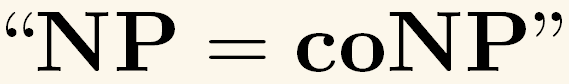 “NP = coNP”